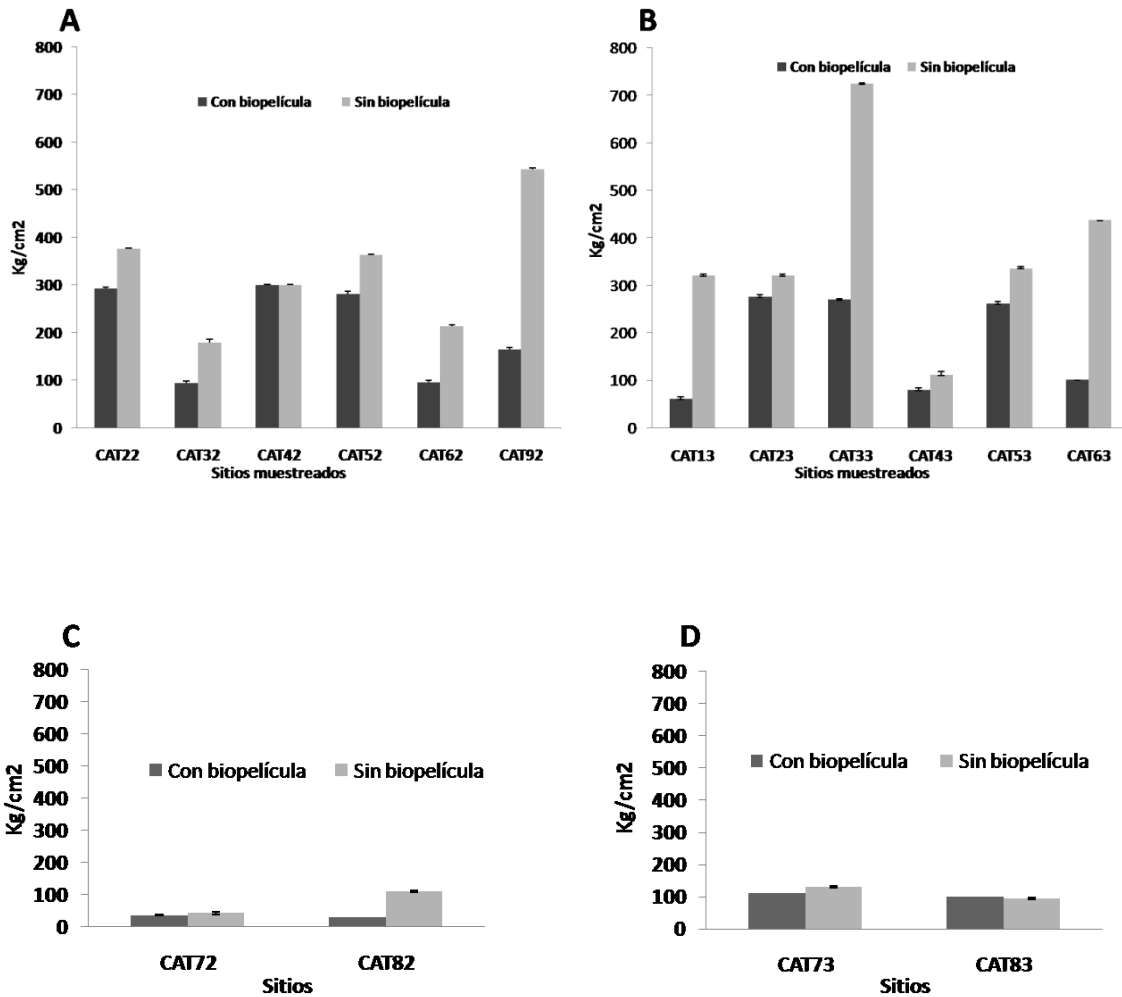 A
800
700
600
500
400
300
200
100
0
Kg/cm2
Con biopelícula Sin biopelícula
CAT22 CAT32 CAT42 CAT52 CAT62 CAT92
Sitios muestreados
B
800
700
600
500
400
300
200
100
0
Kg/cm2
Con biopelícula Sin biopelícula
CAT13 CAT23 CAT33 CAT43 CAT53 CAT63
Sitios muestreados
C
800
700
600
500
400
300
200
100
0
Kg/cm2
Con biopelícula Sin biopelícula
CAT72 CAT82
Sitios
D
800
700
600
500
400
300
200
100
0
Kg/cm2
Con biopelícula Sin biopelícula
CAT73 CAT83
Sitios